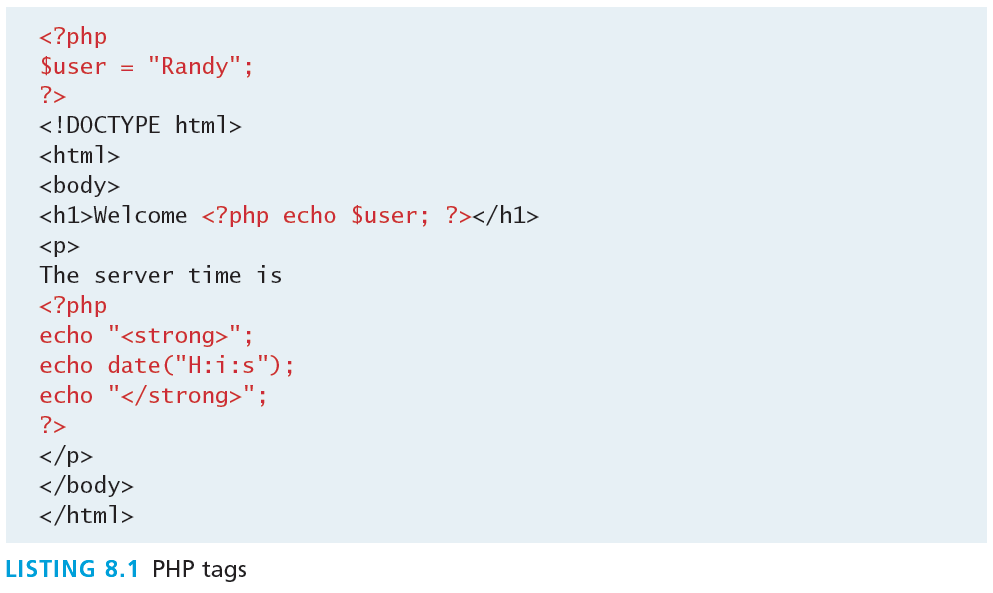 <?php
$user = "Randy";
?>
<!DOCTYPE html>
<html>
<body>
<h1>Welcome <?php echo $user; ?></h1>
<p>
The server time is
<?php
echo "<strong>";
echo date("H:i:s");
echo "</strong>";
?>
</p>
</body>
</html>
LISTING 8.1 PHP tags